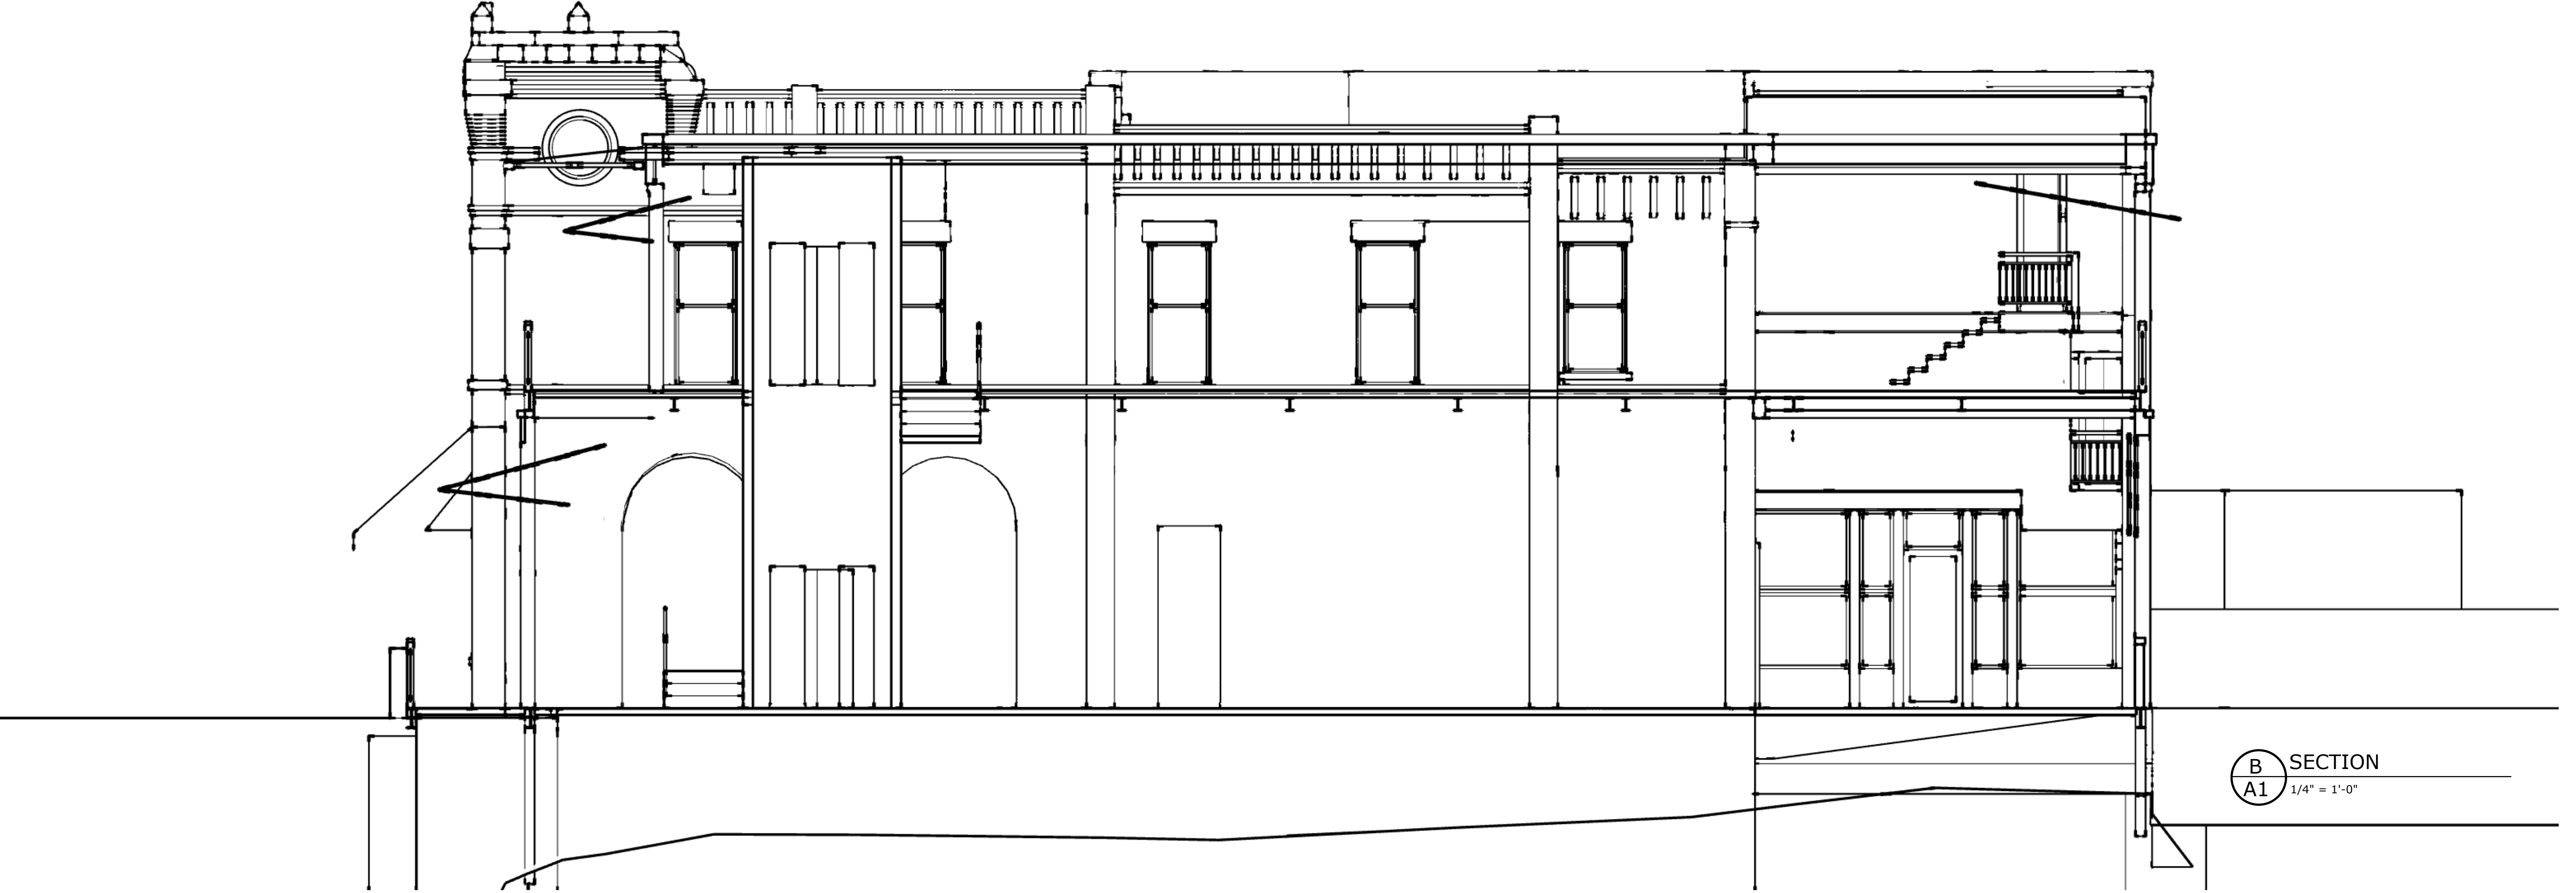 B
A1
SECTION
1/4" = 1'-0"